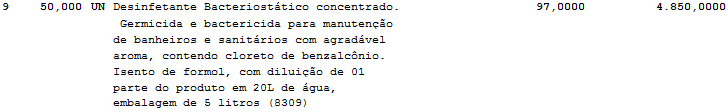 9 50,000 UN Desinfetante Bacteriostático concentrado. 97,0000 4.850,0000
Germicida e bactericida para manutenção
de banheiros e sanitários com agradável
aroma, contendo cloreto de benzalcônio.
Isento de formol, com diluição de 01
parte do produto em 20L de água,
embalagem de 5 litros (8309)